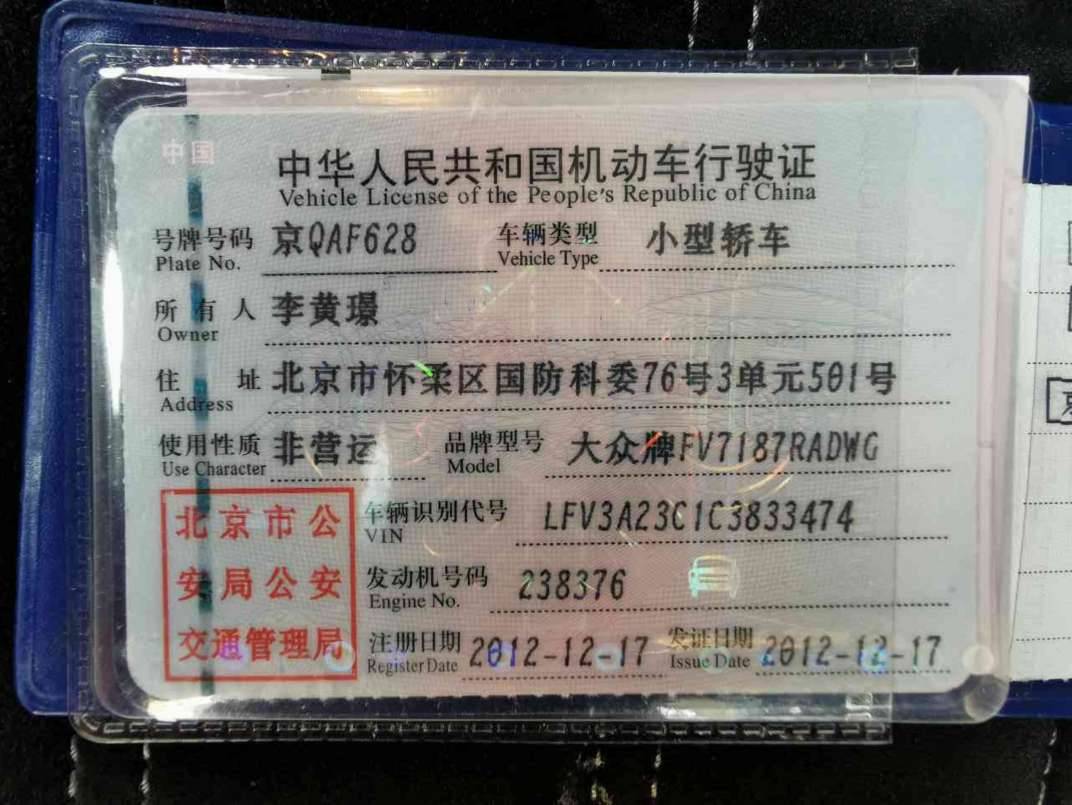 中国
中华人民共和国机动车行驶证
Vehicle License of the People's Republic of China
号牌号码 京QAF628 车辆类型 小型轿车
Plate No. Vehicle Type
所有人 李黄璟
Owner
住址 北京市怀柔区国防科委76号3单元501号
Address
使用性质 非营运 品牌型号 大众牌FV7187RADWG
Use Character Model
北京市公
安局公安
交通管理局
车辆识别代号 LFV3A23C1C3833474
VIN
发动机号码 238376
Engine No.
注册日期 2012-12-17 发证日期 2012-12-17
Register Date Issue Date